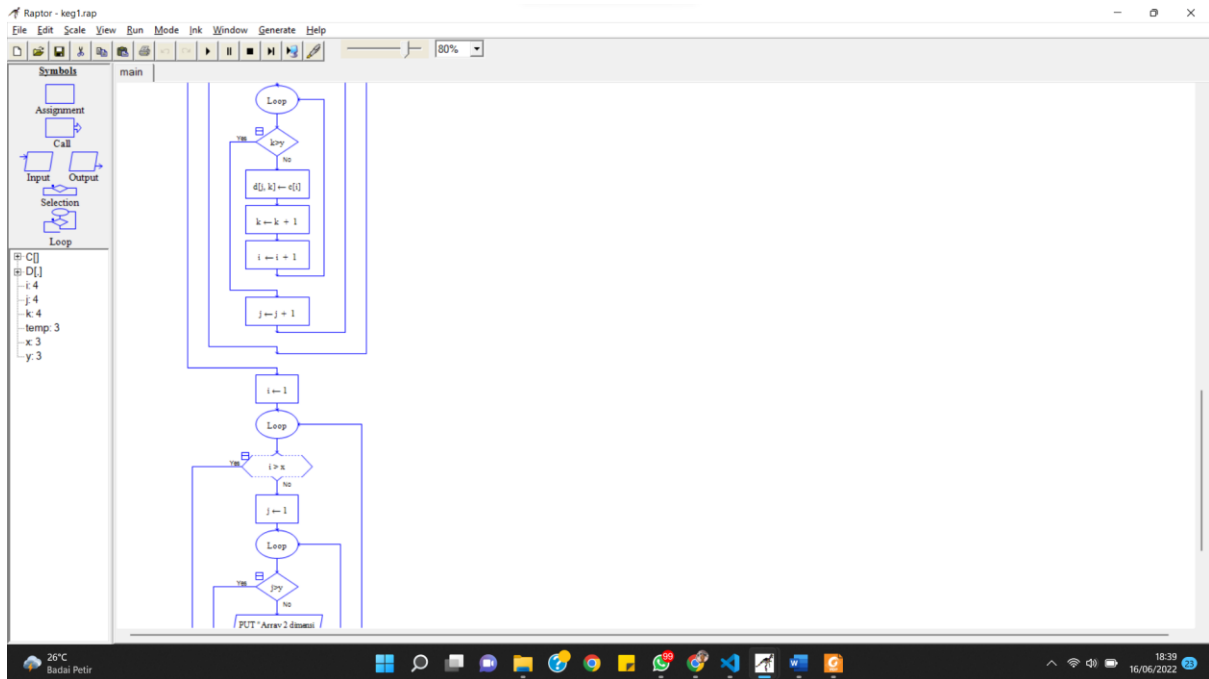 Raptor - keg1.rap
File Edit Scale View Run Mode Ink Window Generate Help
80%
Symbols
Assignment
Call
Input Output
Selection
Loop
C[]
D[,]
i: 4
j: 4
k: 4
temp: 3
x: 3
y: 3
main
Loop
Yes
k>y
No
d[j, k] ← c[i]
k ← k + 1
i ← i + 1
j ← j + 1
i ← 1
Loop
Yes
i > x
No
j ← 1
Loop
Yes
j>y
No
PUT "Array 2 dimensi
26°C
Badai Petir
99
18:39
16/06/2022
23